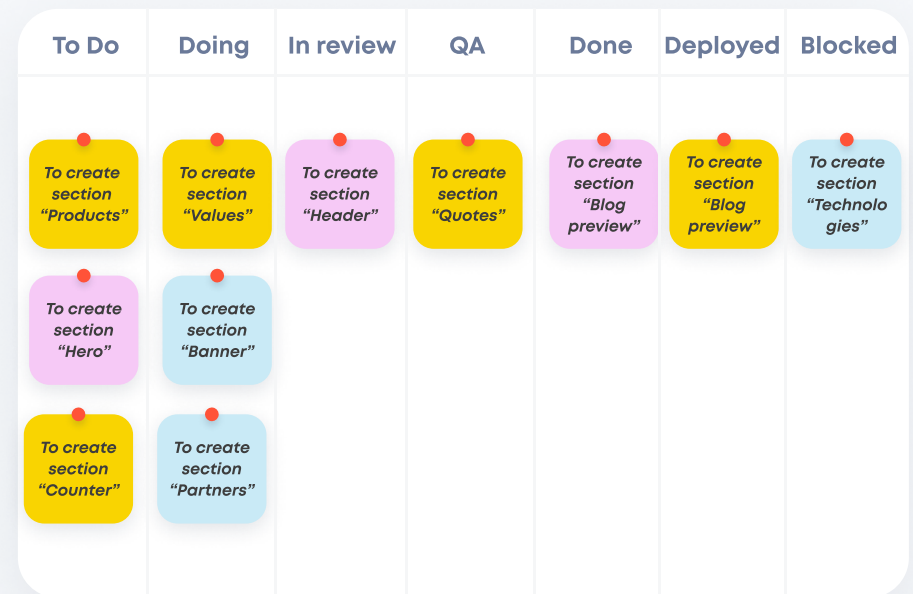 To Do
Doing
In review
QA
Done
Deployed
Blocked
To create
section
“Products”
To create
section
“Values”
To create
section
“Header”
To create
section
“Quotes”
To create
section
“Blog
preview”
To create
section
“Blog
preview”
To create
section
“Technolo
gies”
To create
section
“Hero”
To create
section
“Banner”
To create
section
“Counter”
To create
section
“Partners”